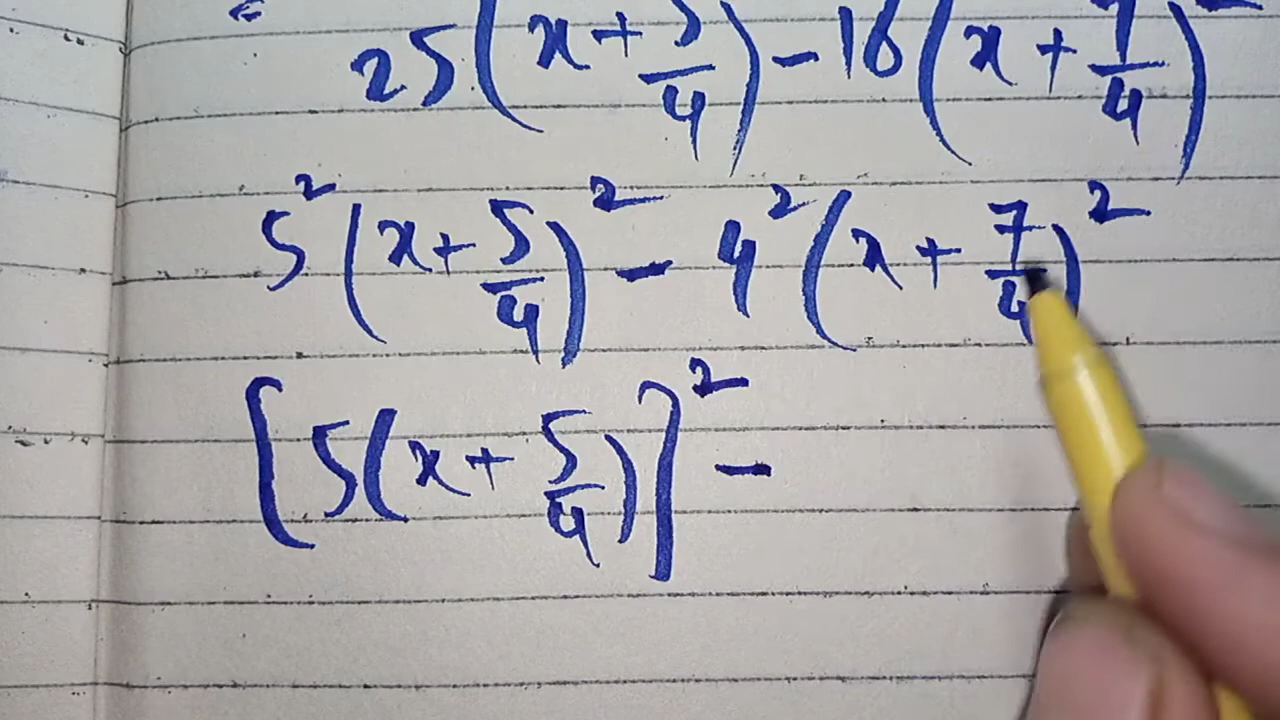 25(x+5/4) - 16(x+7/4)²
5²(x+5/4)² - 4²(x+7/4)²
[5(x+5/4)]² -